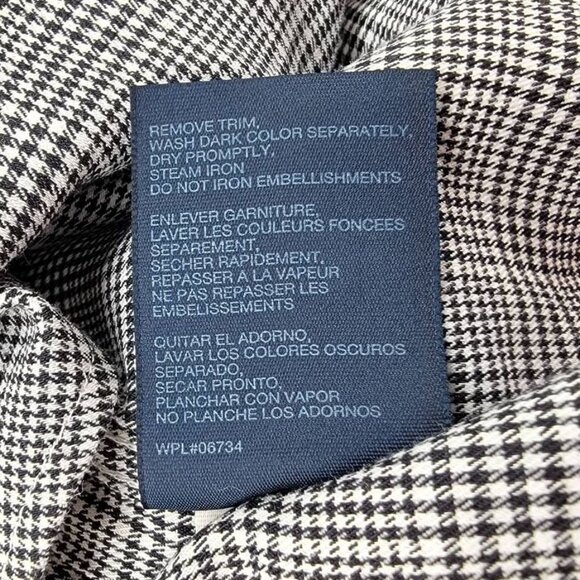 REMOVE TRIM,
WASH DARK COLOR SEPARATELY,
DRY PROMPTLY,
STEAM IRON
DO NOT IRON EMBELLISHMENTS
ENLEVER GARNITURE,
LAVER LES COULEURS FONCEES
SEPAREMENT,
SECHER RAPIDEMENT,
REPASSER A LA VAPEUR
NE PAS REPASSER LES
EMBELISSEMENTS
QUITAR EL ADORNO,
LAVAR LOS COLORES OSCUROS
SEPARADO,
SECAR PRONTO,
PLANCHAR CON VAPOR
NO PLANCHE LOS ADORNOS
WPL#06734